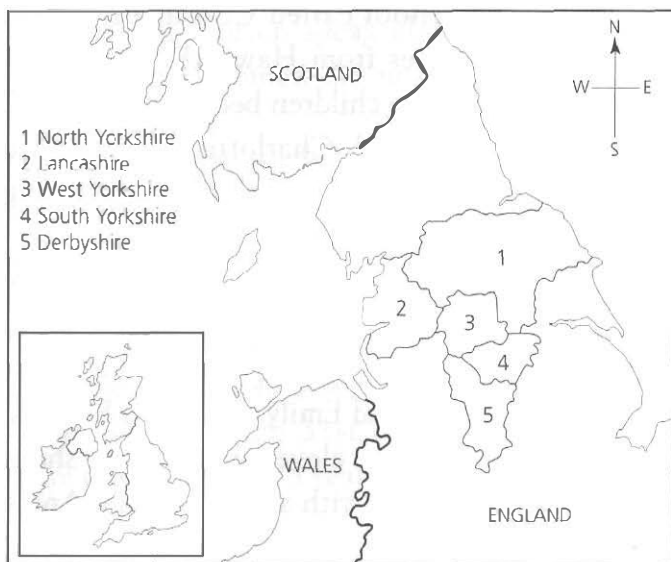 SCOTLAND
N
W E
S
1 North Yorkshire
2 Lancashire
3 West Yorkshire
4 South Yorkshire
5 Derbyshire
1
2
3
4
5
WALES
ENGLAND